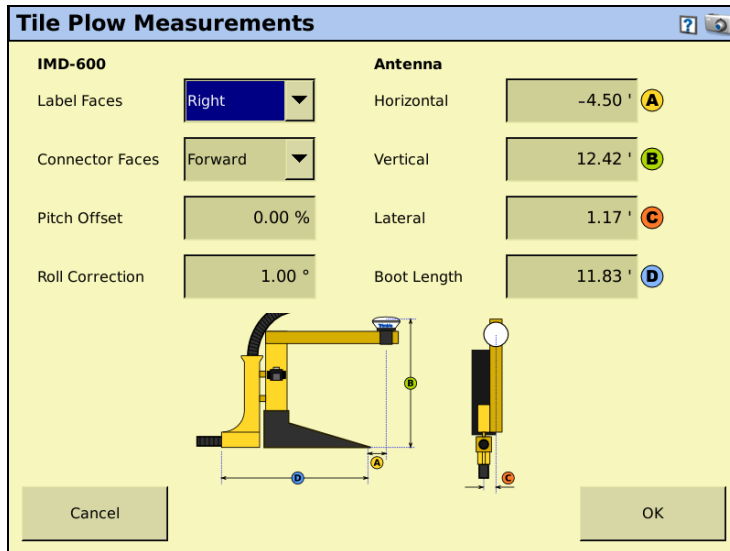 Tile Plow Measurements
IMD-600
Antenna
Label Faces
Right
Horizontal
-4.50 '
A
Connector Faces
Forward
Vertical
12.42 '
B
Pitch Offset
0.00 %
Lateral
1.17 '
C
Roll Correction
1.00 °
Boot Length
11.83 '
D
B
A
D
C
Cancel
OK